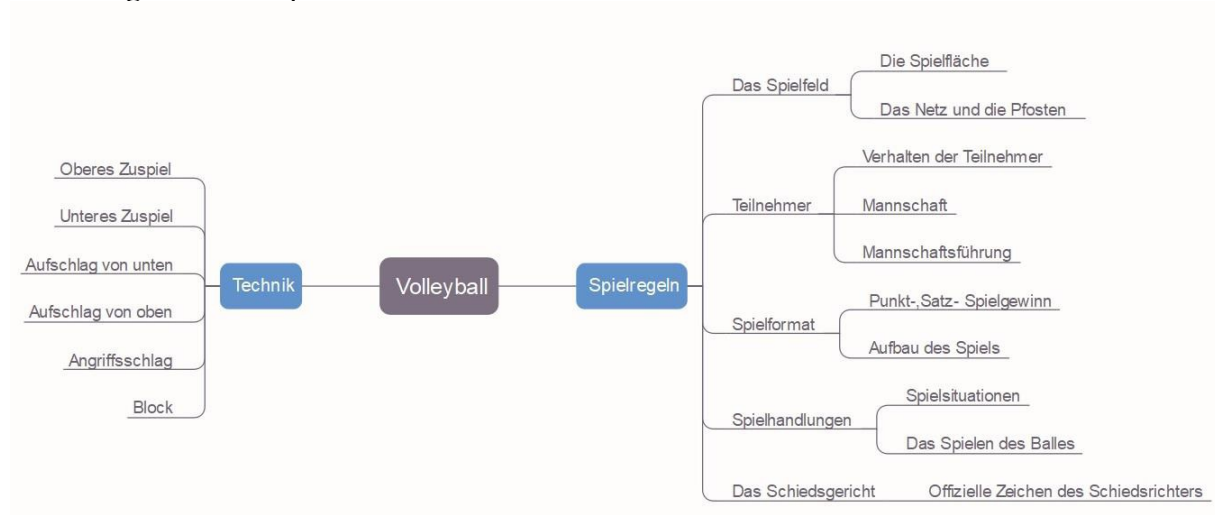 Volleyball
Technik
Oberes Zuspiel
Unteres Zuspiel
Aufschlag von unten
Aufschlag von oben
Angriffsschlag
Block
Spielregeln
Das Spielfeld
Die Spielfläche
Das Netz und die Pfosten
Teilnehmer
Verhalten der Teilnehmer
Mannschaft
Mannschaftsführung
Spielformat
Punkt-,Satz- Spielgewinn
Aufbau des Spiels
Spielhandlungen
Spielsituationen
Das Spielen des Balles
Das Schiedsgericht
Offizielle Zeichen des Schiedsrichters